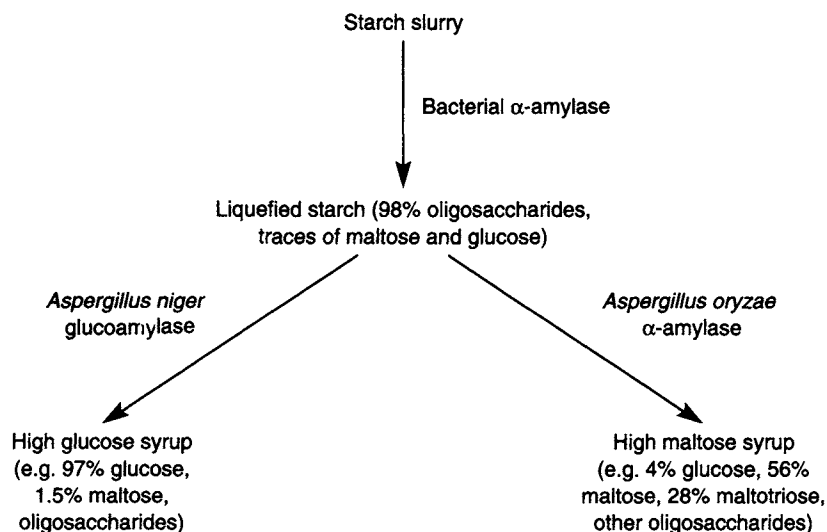 Starch slurry
Bacterial α-amylase
Liquefied starch (98% oligosaccharides,
traces of maltose and glucose)
Aspergillus niger
glucoamylase
Aspergillus oryzae
α-amylase
High glucose syrup
(e.g. 97% glucose,
1.5% maltose,
oligosaccharides)
High maltose syrup
(e.g. 4% glucose, 56%
maltose, 28% maltotriose,
other oligosaccharides)